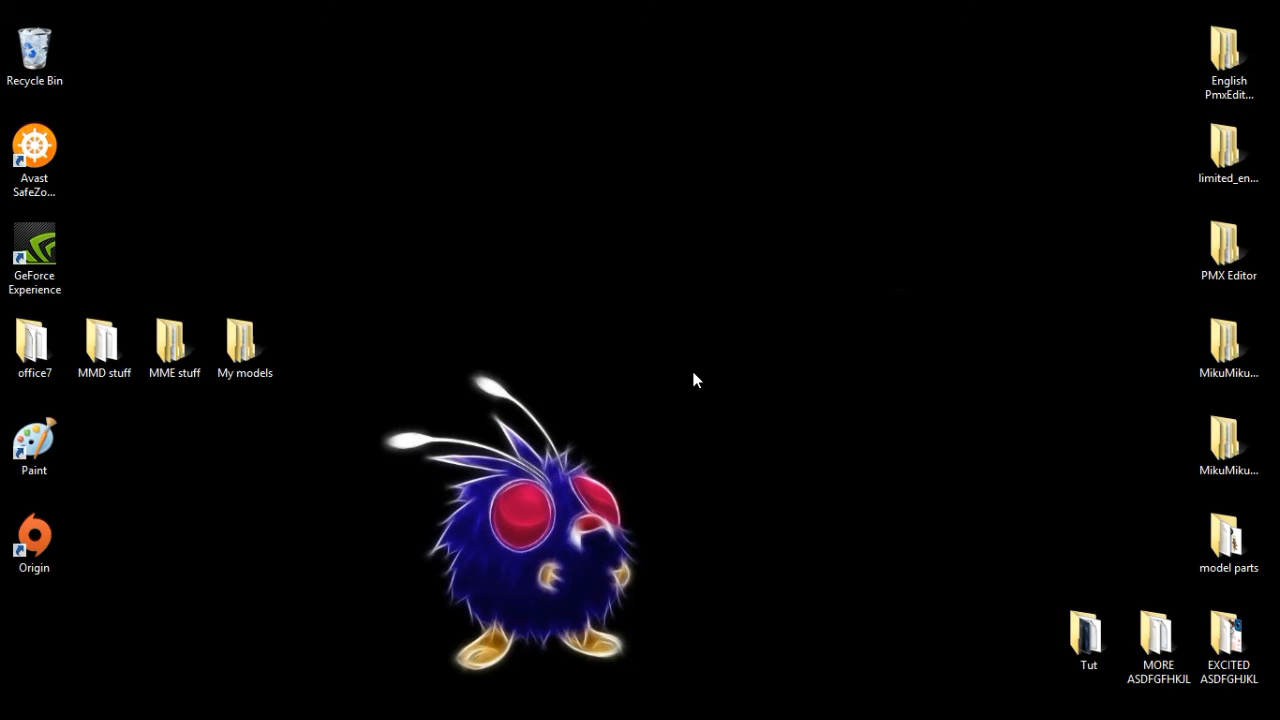 Recycle Bin
Avast
SafeZo...
GeForce
Experience
office7
MMD stuff
MME stuff
My models
Paint
Origin
English
PmxEdit...
limited_en...
PMX Editor
MikuMiku...
MikuMiku...
model parts
Tut
MORE
ASDFGFHKJL
EXCITED
ASDFGHJKL